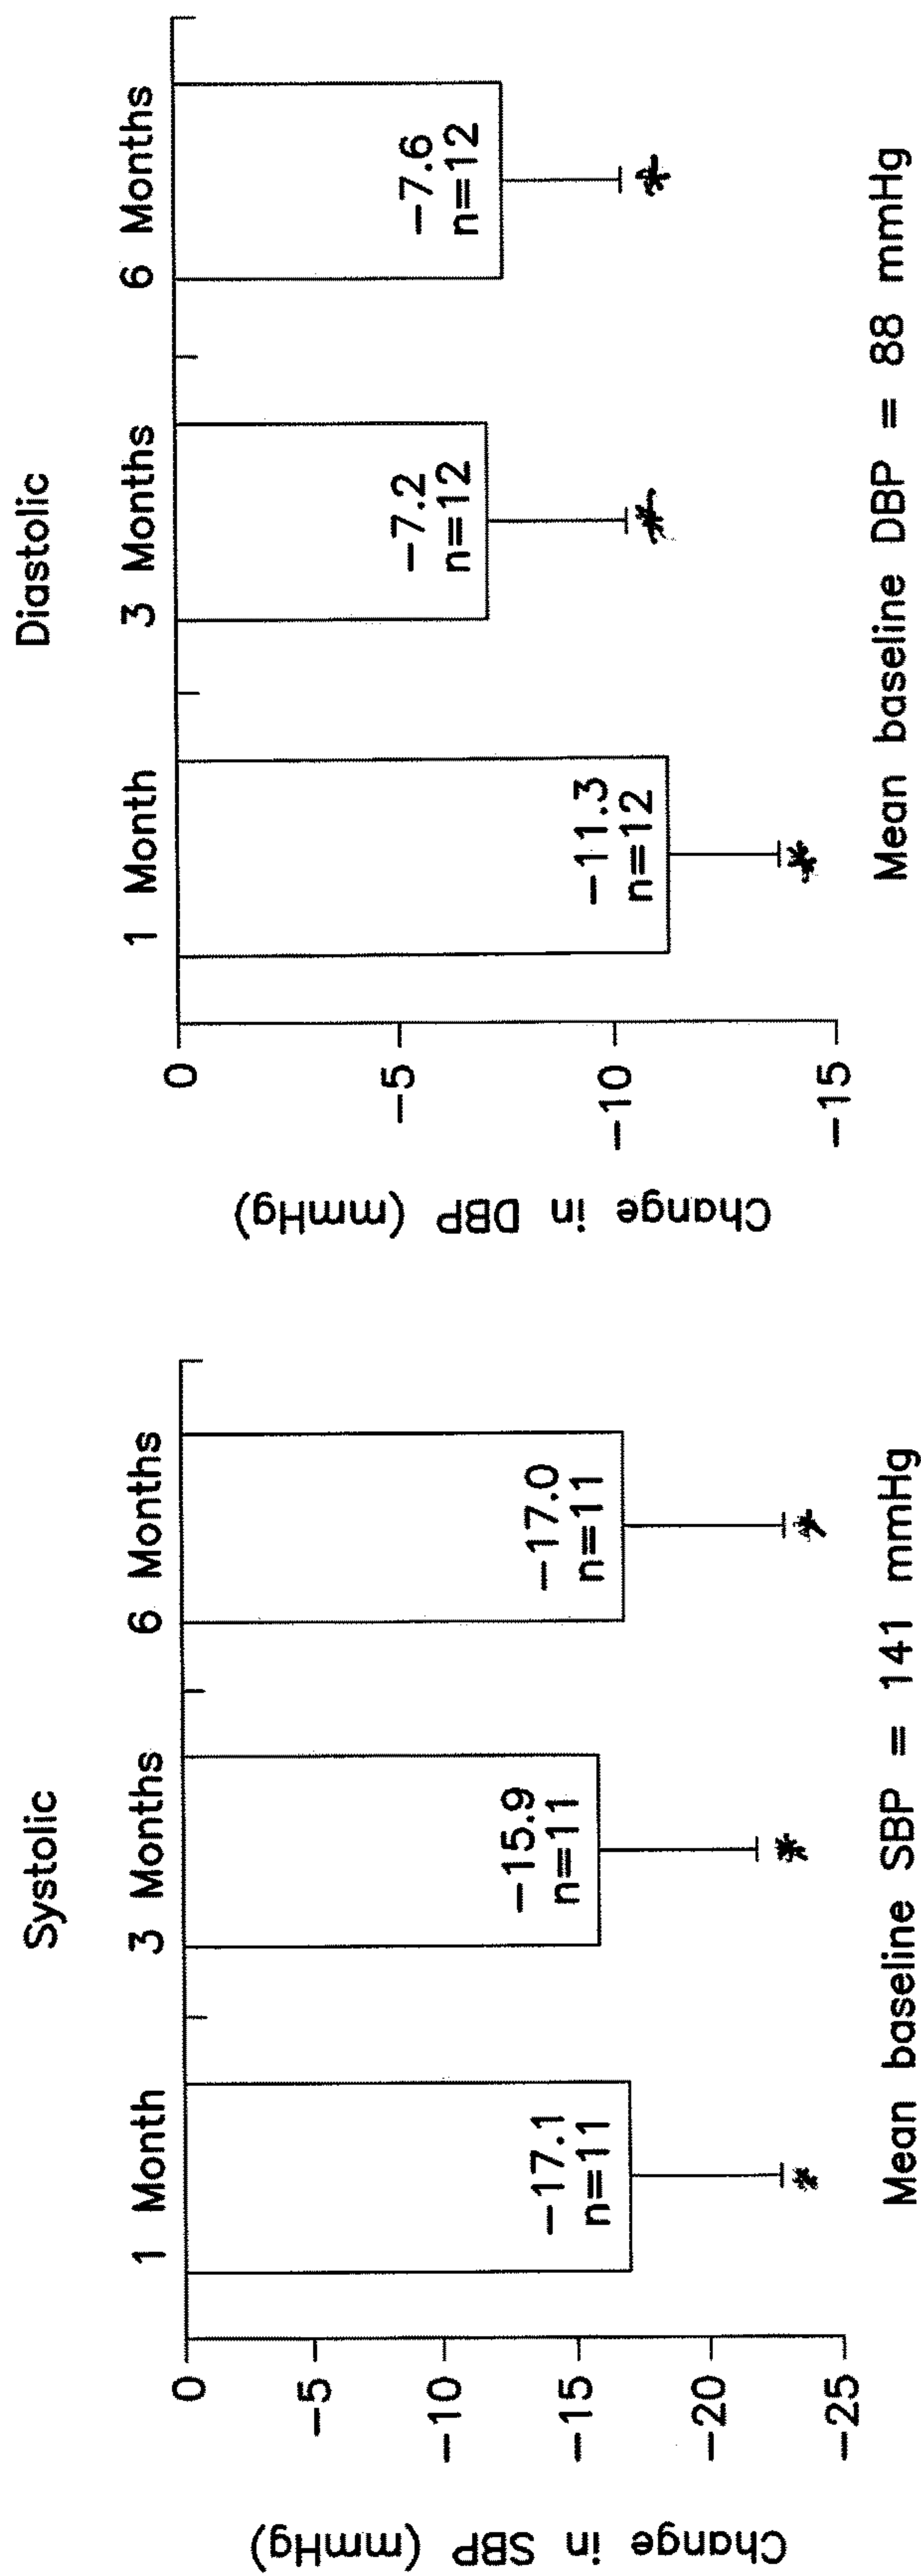 Systolic
1 Month
3 Months
6 Months
0
−5
−10
−15
−20
−25
Change in SBP (mmHg)
−17.1
n=11
−15.9
n=11
−17.0
n=11
*
*
*
Mean baseline SBP = 141 mmHg
Diastolic
1 Month
3 Months
6 Months
0
−5
−10
−15
Change in DBP (mmHg)
−11.3
n=12
−7.2
n=12
−7.6
n=12
*
*
*
Mean baseline DBP = 88 mmHg